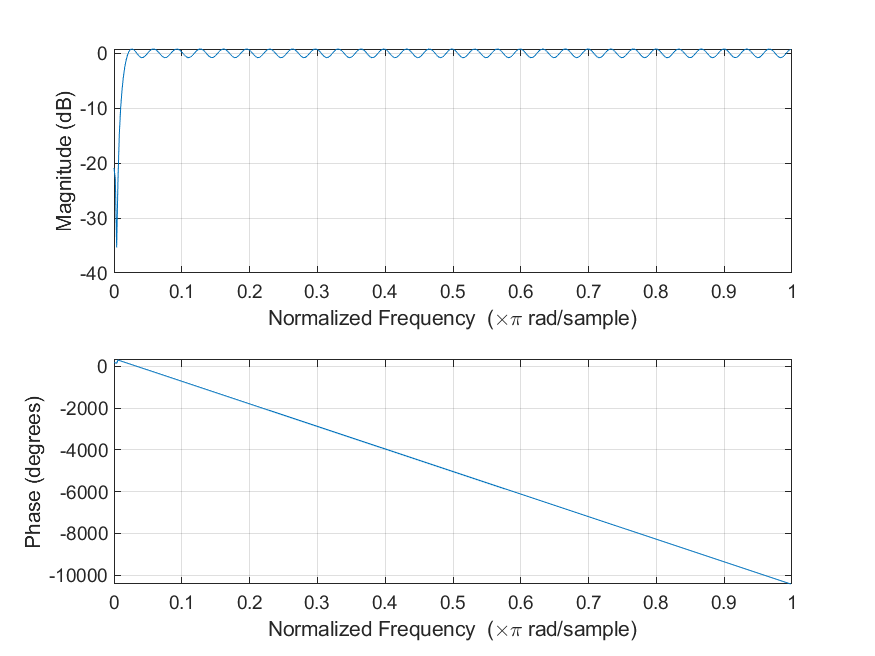 0
-10
-20
-30
-40
Magnitude (dB)
0 0.1 0.2 0.3 0.4 0.5 0.6 0.7 0.8 0.9 1
Normalized Frequency (×π rad/sample)
0
-2000
-4000
-6000
-8000
-10000
Phase (degrees)
0 0.1 0.2 0.3 0.4 0.5 0.6 0.7 0.8 0.9 1
Normalized Frequency (×π rad/sample)